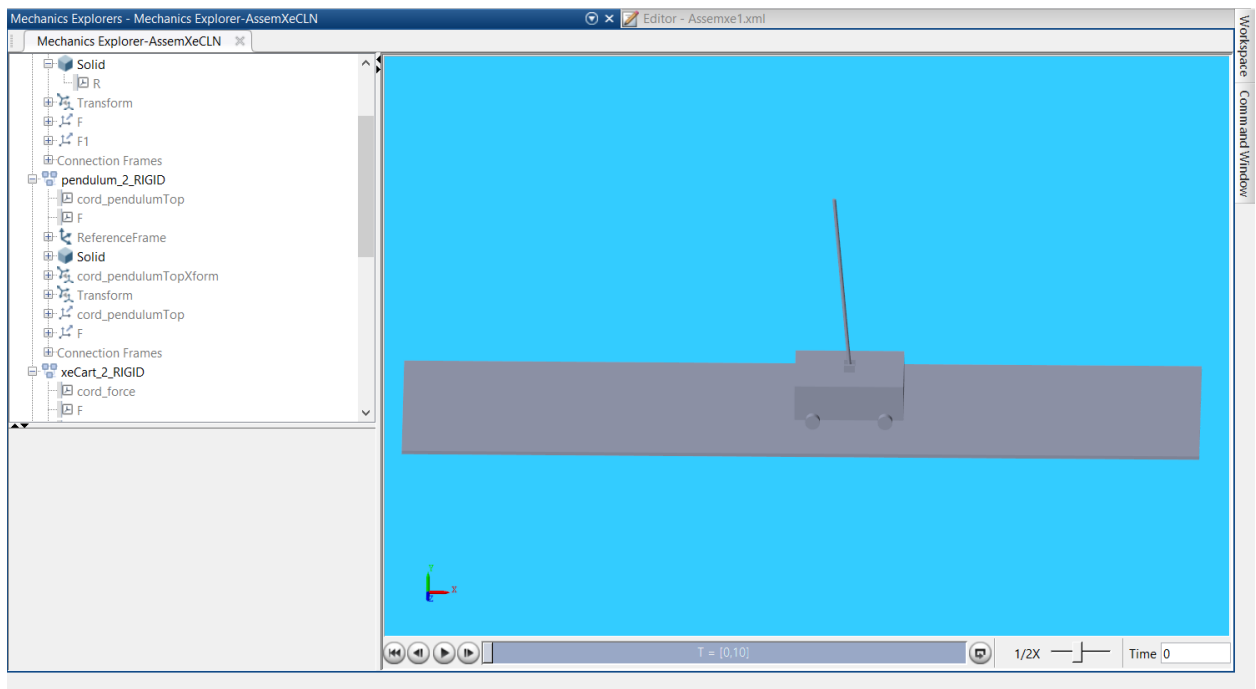 Mechanics Explorers - Mechanics Explorer-AssemXeCLN
Editor - Assemxe1.xml
Mechanics Explorer-AssemXeCLN
Solid
R
Transform
F
F1
Connection Frames
pendulum_2_RIGID
cord_pendulumTop
F
ReferenceFrame
Solid
cord_pendulumTopXform
Transform
cord_pendulumTop
F
Connection Frames
xeCart_2_RIGID
cord_force
F
Y
X
Z
T = [0,10]
1/2X
Time 0
Workspace
Command Window